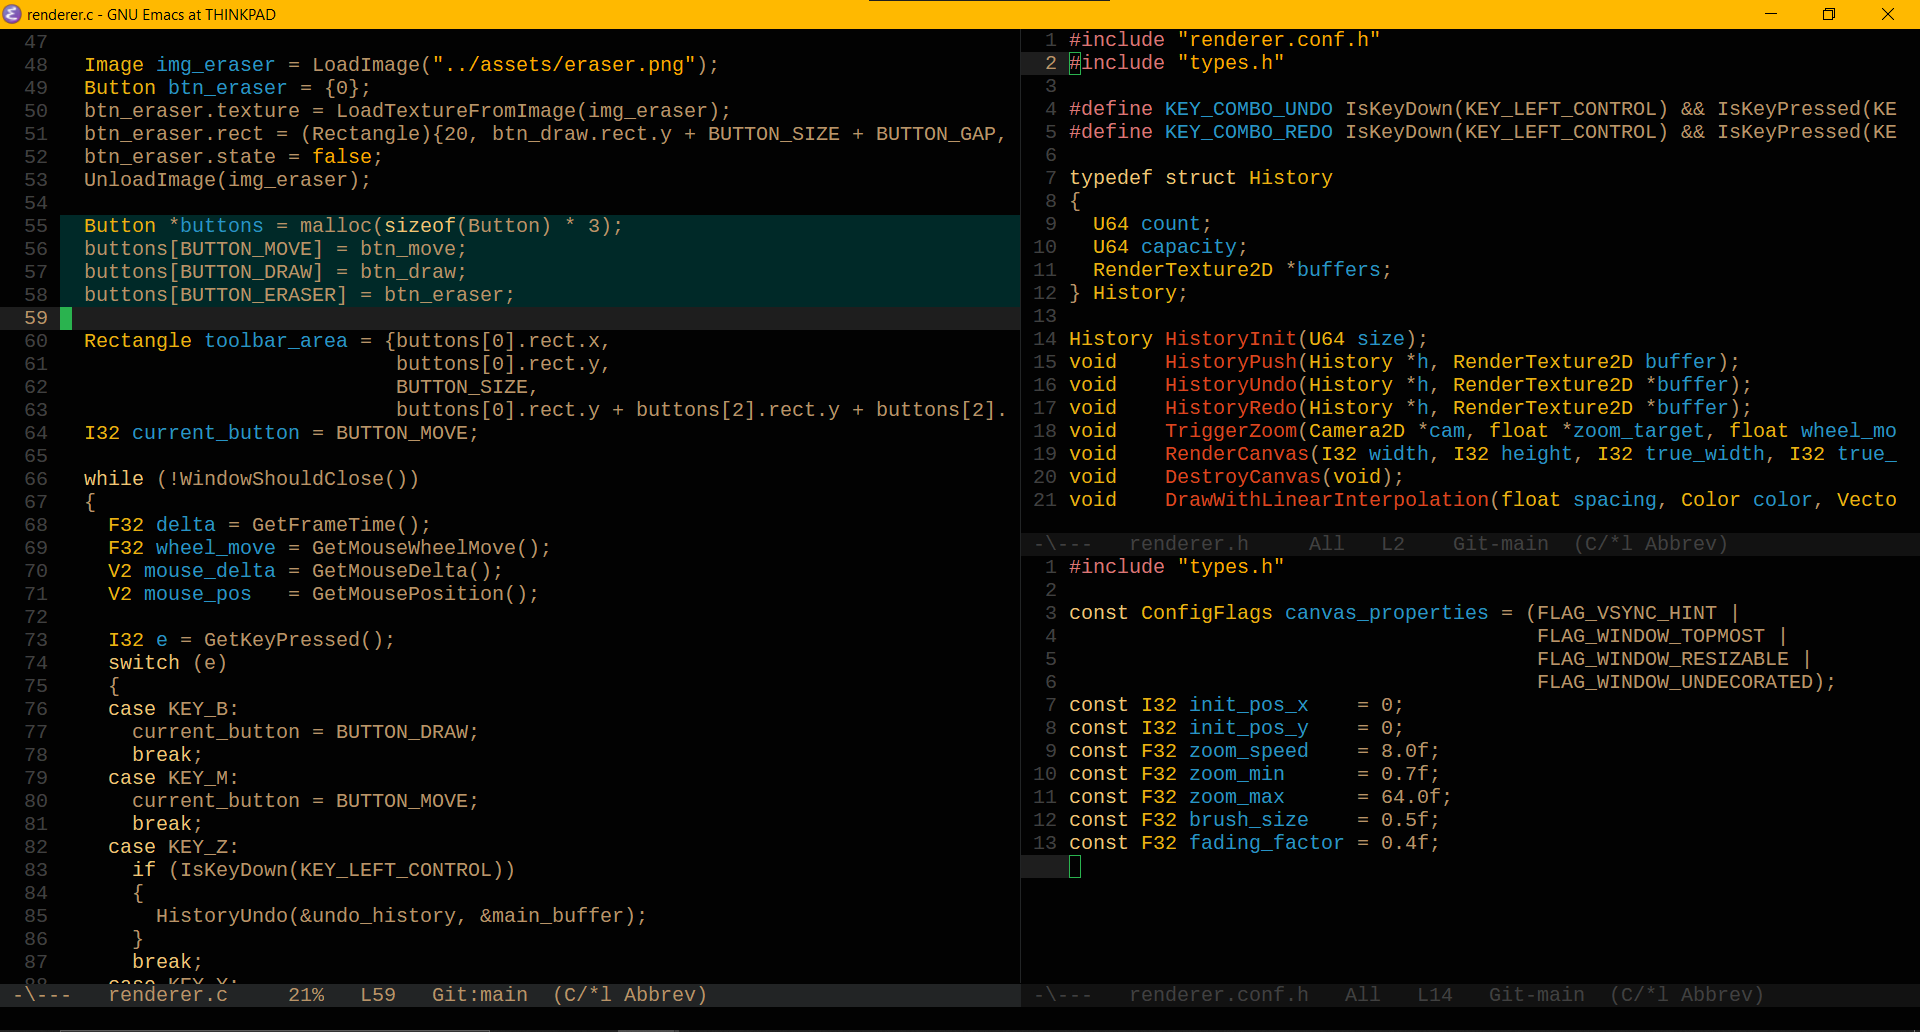 renderer.c - GNU Emacs at THINKPAD
47
48 Image img_eraser = LoadImage("../assets/eraser.png");
49 Button btn_eraser = {0};
50 btn_eraser.texture = LoadTextureFromImage(img_eraser);
51 btn_eraser.rect = (Rectangle){20, btn_draw.rect.y + BUTTON_SIZE + BUTTON_GAP,
52 btn_eraser.state = false;
53 UnloadImage(img_eraser);
54
55 Button *buttons = malloc(sizeof(Button) * 3);
56 buttons[BUTTON_MOVE] = btn_move;
57 buttons[BUTTON_DRAW] = btn_draw;
58 buttons[BUTTON_ERASER] = btn_eraser;
59
60 Rectangle toolbar_area = {buttons[0].rect.x,
61 buttons[0].rect.y,
62 BUTTON_SIZE,
63 buttons[0].rect.y + buttons[2].rect.y + buttons[2].
64 I32 current_button = BUTTON_MOVE;
65
66 while (!WindowShouldClose())
67 {
68 F32 delta = GetFrameTime();
69 F32 wheel_move = GetMouseWheelMove();
70 V2 mouse_delta = GetMouseDelta();
71 V2 mouse_pos   = GetMousePosition();
72
73 I32 e = GetKeyPressed();
74 switch (e)
75 {
76 case KEY_B:
77 current_button = BUTTON_DRAW;
78 break;
79 case KEY_M:
80 current_button = BUTTON_MOVE;
81 break;
82 case KEY_Z:
83 if (IsKeyDown(KEY_LEFT_CONTROL))
84 {
85 HistoryUndo(&undo_history, &main_buffer);
86 }
87 break;
-\--- renderer.c 21% L59 Git:main (C/*l Abbrev)
1 #include "renderer.conf.h"
2 #include "types.h"
3
4 #define KEY_COMBO_UNDO IsKeyDown(KEY_LEFT_CONTROL) && IsKeyPressed(KE
5 #define KEY_COMBO_REDO IsKeyDown(KEY_LEFT_CONTROL) && IsKeyPressed(KE
6
7 typedef struct History
8 {
9 U64 count;
10 U64 capacity;
11 RenderTexture2D *buffers;
12 } History;
13
14 History HistoryInit(U64 size);
15 void    HistoryPush(History *h, RenderTexture2D buffer);
16 void    HistoryUndo(History *h, RenderTexture2D *buffer);
17 void    HistoryRedo(History *h, RenderTexture2D *buffer);
18 void    TriggerZoom(Camera2D *cam, float *zoom_target, float wheel_mo
19 void    RenderCanvas(I32 width, I32 height, I32 true_width, I32 true_
20 void    DestroyCanvas(void);
21 void    DrawWithLinearInterpolation(float spacing, Color color, Vecto
-\--- renderer.h All L2 Git-main (C/*l Abbrev)
1 #include "types.h"
2
3 const ConfigFlags canvas_properties = (FLAG_VSYNC_HINT |
4 FLAG_WINDOW_TOPMOST |
5 FLAG_WINDOW_RESIZABLE |
6 FLAG_WINDOW_UNDECORATED);
7 const I32 init_pos_x    = 0;
8 const I32 init_pos_y    = 0;
9 const F32 zoom_speed    = 8.0f;
10 const F32 zoom_min      = 0.7f;
11 const F32 zoom_max      = 64.0f;
12 const F32 brush_size    = 0.5f;
13 const F32 fading_factor = 0.4f;
-\--- renderer.conf.h All L14 Git-main (C/*l Abbrev)